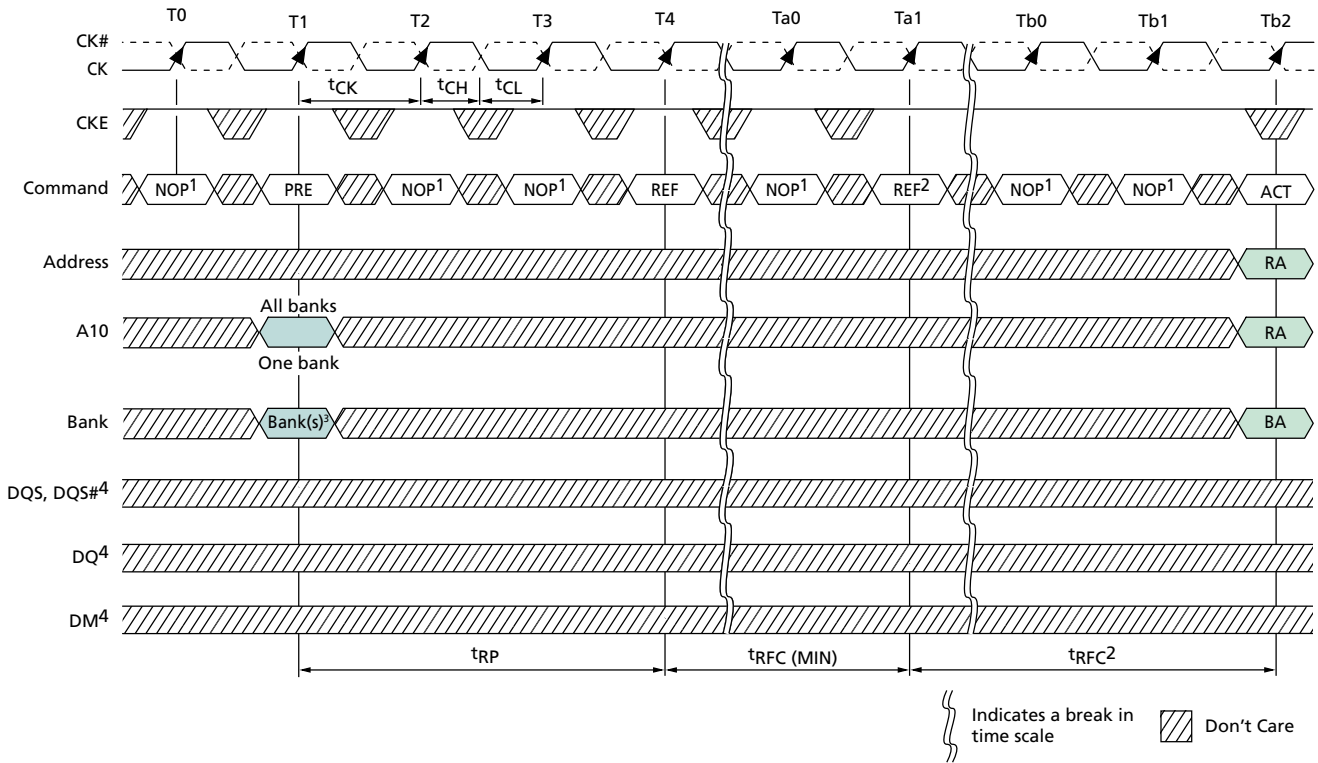 T0 T1 T2 T3 T4 Ta0 Ta1 Tb0 Tb1 Tb2
CK#
CK
tCK tCH tCL
CKE
Command NOP1 PRE NOP1 NOP1 REF NOP1 REF2 NOP1 NOP1 ACT
Address RA
All banks
A10 RA
One bank
Bank Bank(s)3 BA
DQS, DQS#4
DQ4
DM4
tRP tRFC (MIN) tRFC2
Indicates a break in
time scale
Don't Care